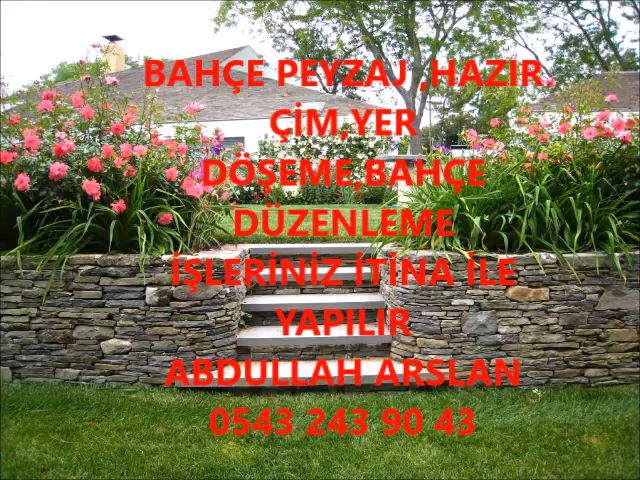 BAHÇE PEYZAJ ,HAZIR
ÇİM,YER
DÖŞEME,BAHÇE
DÜZENLEME
İŞLERİNİZ İTİNA İLE
YAPILIR
ABDULLAH ARSLAN
0543 243 90 43